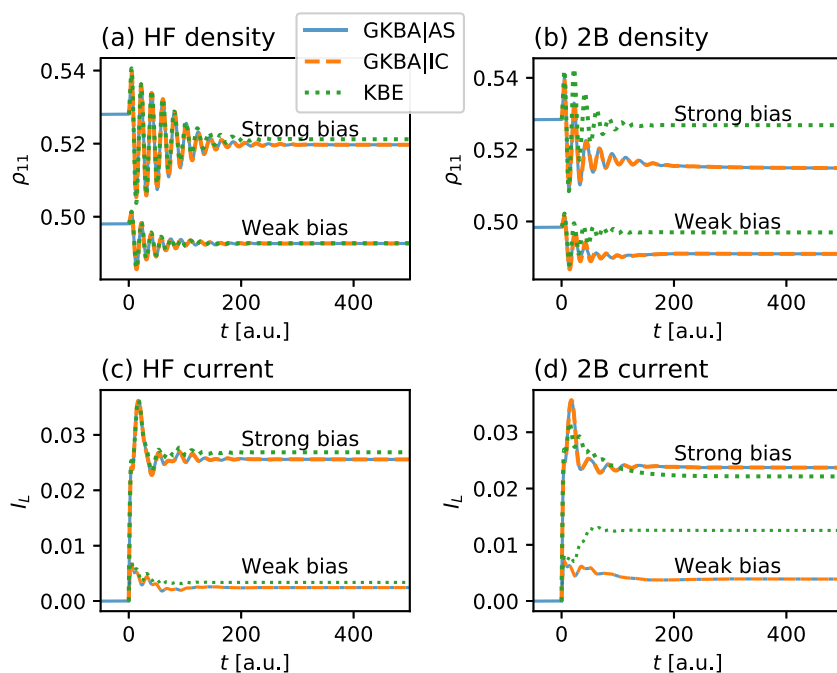 (a) HF density
GKBA|AS
GKBA|IC
KBE
(b) 2B density
0.54
0.52
0.50
ρ11
Strong bias
Weak bias
0 200 400
t [a.u.]
0.54
0.52
0.50
ρ11
Strong bias
Weak bias
0 200 400
t [a.u.]
(c) HF current
(d) 2B current
0.03
0.02
0.01
0.00
I_L
Strong bias
Weak bias
0 200 400
t [a.u.]
0.03
0.02
0.01
0.00
I_L
Strong bias
Weak bias
0 200 400
t [a.u.]